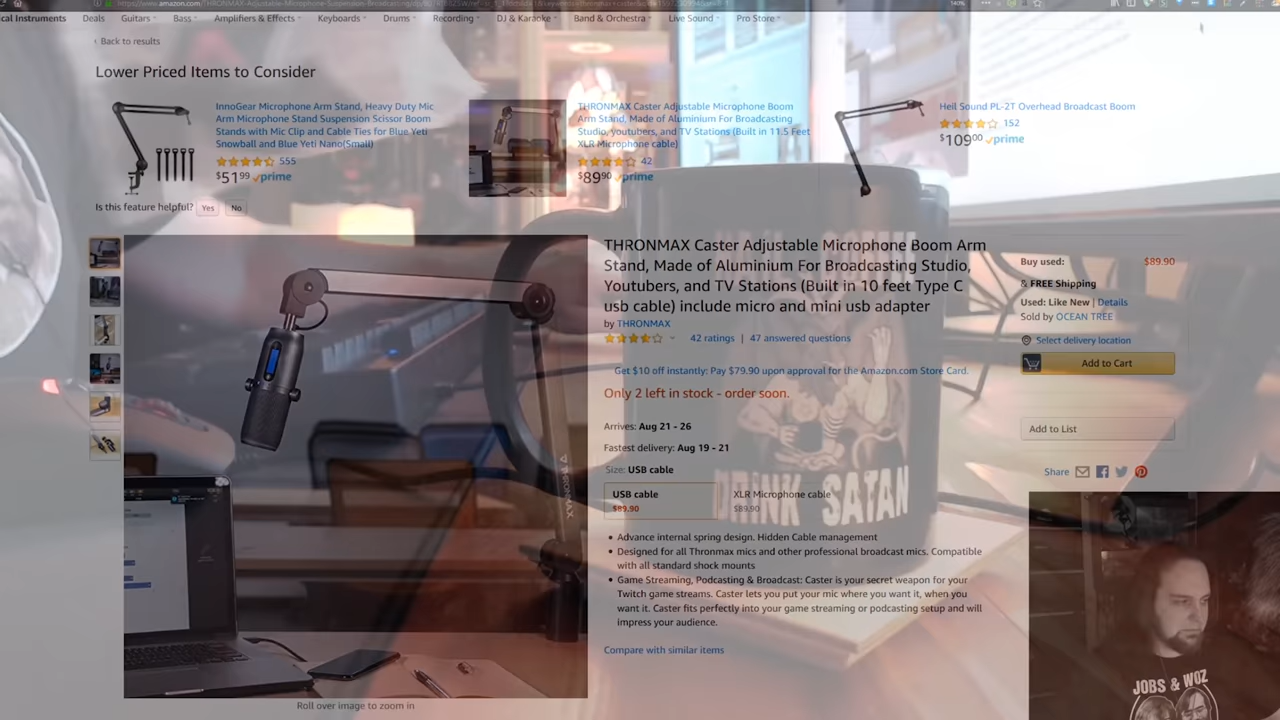 cal Instruments Deals Guitars Bass Amplifiers & Effects Keyboards Drums Recording DJ & Karaoke Band & Orchestra Live Sound Pro Store
‹ Back to results
Lower Priced Items to Consider
InnoGear Microphone Arm Stand, Heavy Duty Mic
Arm Microphone Stand Suspension Scissor Boom
Stands with Mic Clip and Cable Ties for Blue Yeti
Snowball and Blue Yeti Nano(Small)
555
$51.99 prime
THRONMAX Caster Adjustable Microphone Boom
Arm Stand, Made of Aluminium For Broadcasting
Studio, youtubers, and TV Stations (Built in 11.5 Feet
XLR Microphone cable)
42
$89.90 prime
Heil Sound PL-2T Overhead Broadcast Boom
152
$109.00 prime
Is this feature helpful? Yes No
THRONMAX Caster Adjustable Microphone Boom Arm
Stand, Made of Aluminium For Broadcasting Studio,
Youtubers, and TV Stations (Built in 10 feet Type C
usb cable) include micro and mini usb adapter
by THRONMAX
42 ratings | 47 answered questions
Get $10 off instantly: Pay $79.90 upon approval for the Amazon.com Store Card.
Only 2 left in stock - order soon.
Arrives: Aug 21 - 26
Fastest delivery: Aug 19 - 21
Size: USB cable
USB cable
$89.90
XLR Microphone cable
$89.90
• Advance internal spring design. Hidden Cable management
• Designed for all Thronmax mics and other professional broadcast mics. Compatible
with all standard shock mounts
• Game Streaming, Podcasting & Broadcast: Caster is your secret weapon for your
Twitch game streams. Caster lets you put your mic where you want it, when you
want it. Caster fits perfectly into your game streaming or podcasting setup and will
impress your audience.
Compare with similar items
Roll over image to zoom in
THRONMAX
Buy used: $89.90
& FREE Shipping
Used: Like New | Details
Sold by OCEAN TREE
Select delivery location
Add to Cart
Add to List
Share
DRINK SATAN
JOBS & WOZ